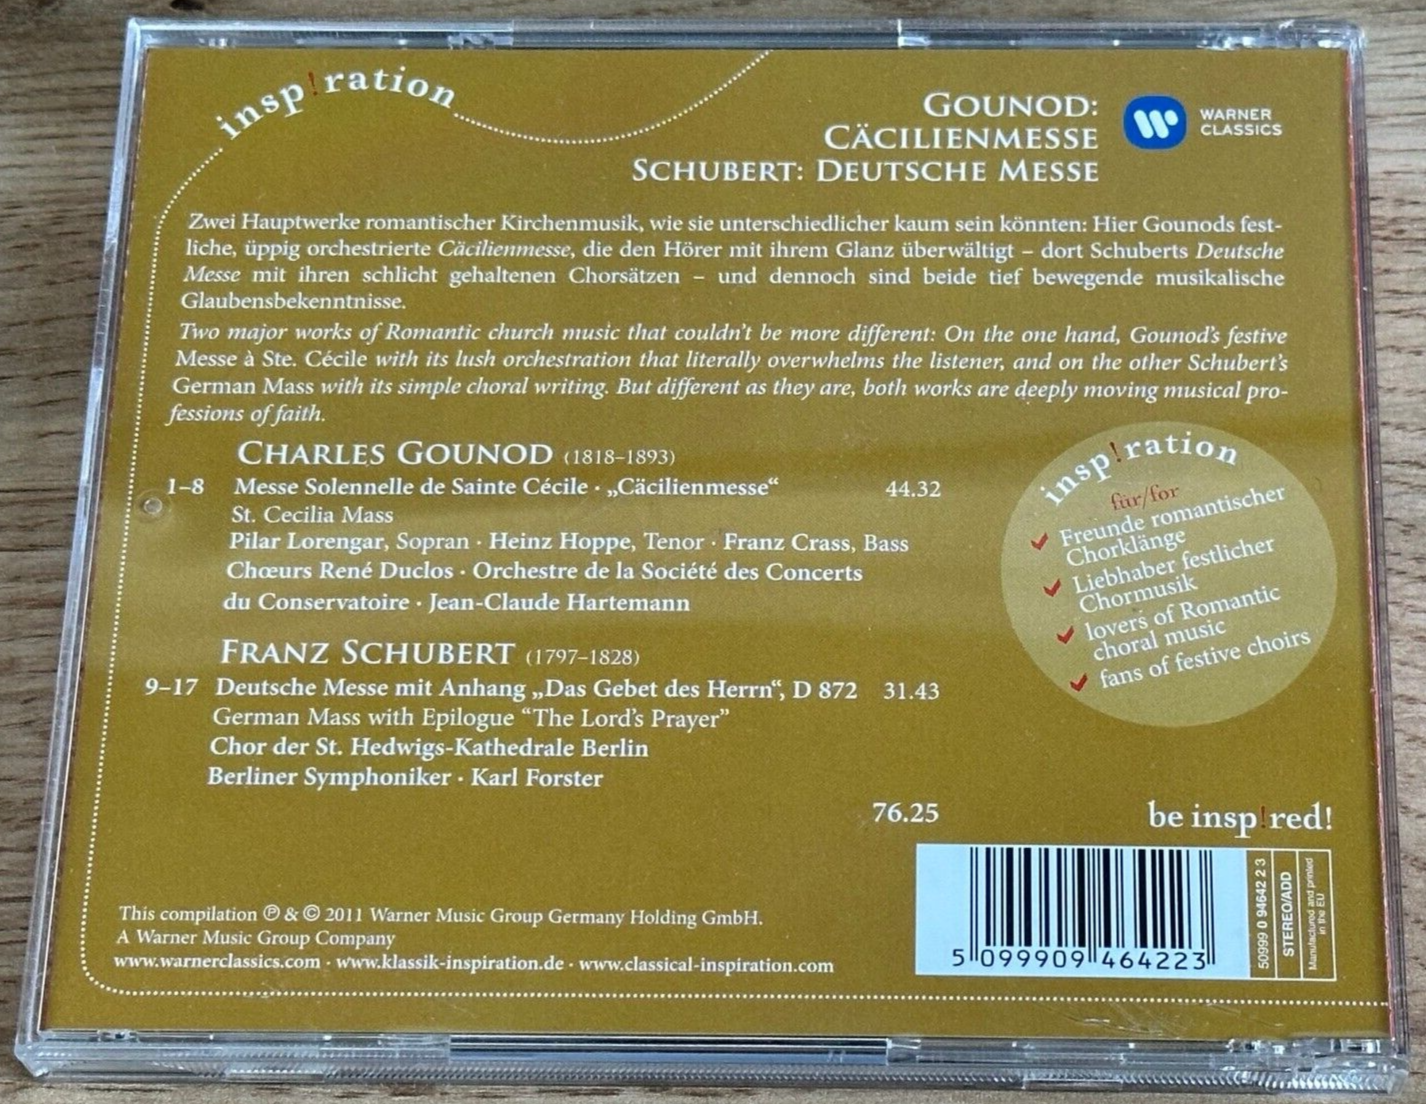 insp!ration
GOUNOD:
CÄCILIENMESSE
SCHUBERT: DEUTSCHE MESSE
WARNER
CLASSICS
Zwei Hauptwerke romantischer Kirchenmusik, wie sie unterschiedlicher kaum sein könnten: Hier Gounods fest-
liche, üppig orchestrierte Cäcilienmesse, die den Hörer mit ihrem Glanz überwältigt – dort Schuberts Deutsche
Messe mit ihren schlicht gehaltenen Chorsätzen – und dennoch sind beide tief bewegende musikalische
Glaubensbekenntnisse.
Two major works of Romantic church music that couldn't be more different: On the one hand, Gounod's festive
Messe à Ste. Cécile with its lush orchestration that literally overwhelms the listener, and on the other Schubert's
German Mass with its simple choral writing. But different as they are, both works are deeply moving musical pro-
fessions of faith.
CHARLES GOUNOD (1818–1893)
1–8 Messe Solennelle de Sainte Cécile · „Cäcilienmesse“ 44.32
St. Cecilia Mass
Pilar Lorengar, Sopran · Heinz Hoppe, Tenor · Franz Crass, Bass
Chœurs René Duclos · Orchestre de la Société des Concerts
du Conservatoire · Jean-Claude Hartemann
FRANZ SCHUBERT (1797–1828)
9–17 Deutsche Messe mit Anhang „Das Gebet des Herrn“, D 872 31.43
German Mass with Epilogue “The Lord's Prayer”
Chor der St. Hedwigs-Kathedrale Berlin
Berliner Symphoniker · Karl Forster
76.25
insp!ration
für/for
Freunde romantischer
Chorklänge
Liebhaber festlicher
Chormusik
lovers of Romantic
choral music
fans of festive choirs
be insp!red!
This compilation ℗ & © 2011 Warner Music Group Germany Holding GmbH.
A Warner Music Group Company
www.warnerclassics.com · www.klassik-inspiration.de · www.classical-inspiration.com
5 099909 464223
50999 0 94642 2 3
STEREO/ADD
Manufactured and printed
in the EU